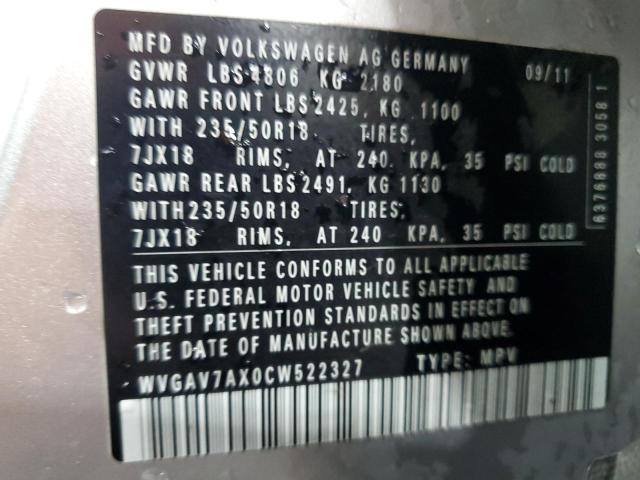 MFD BY VOLKSWAGEN AG GERMANY 09/11
GVWR LBS 4806 KG 2180
GAWR FRONT LBS 2425, KG 1100
WITH 235/50R18 TIRES,
7JX18 RIMS, AT 240 KPA, 35 PSI COLD
GAWR REAR LBS 2491, KG 1130
WITH 235/50R18 TIRES,
7JX18 RIMS, AT 240 KPA, 35 PSI COLD
THIS VEHICLE CONFORMS TO ALL APPLICABLE
U.S. FEDERAL MOTOR VEHICLE SAFETY AND
THEFT PREVENTION STANDARDS IN EFFECT ON
THE DATE OF MANUFACTURE SHOWN ABOVE.
WVGAV7AX0CW522327 TYPE: MPV
6376888 3058 1